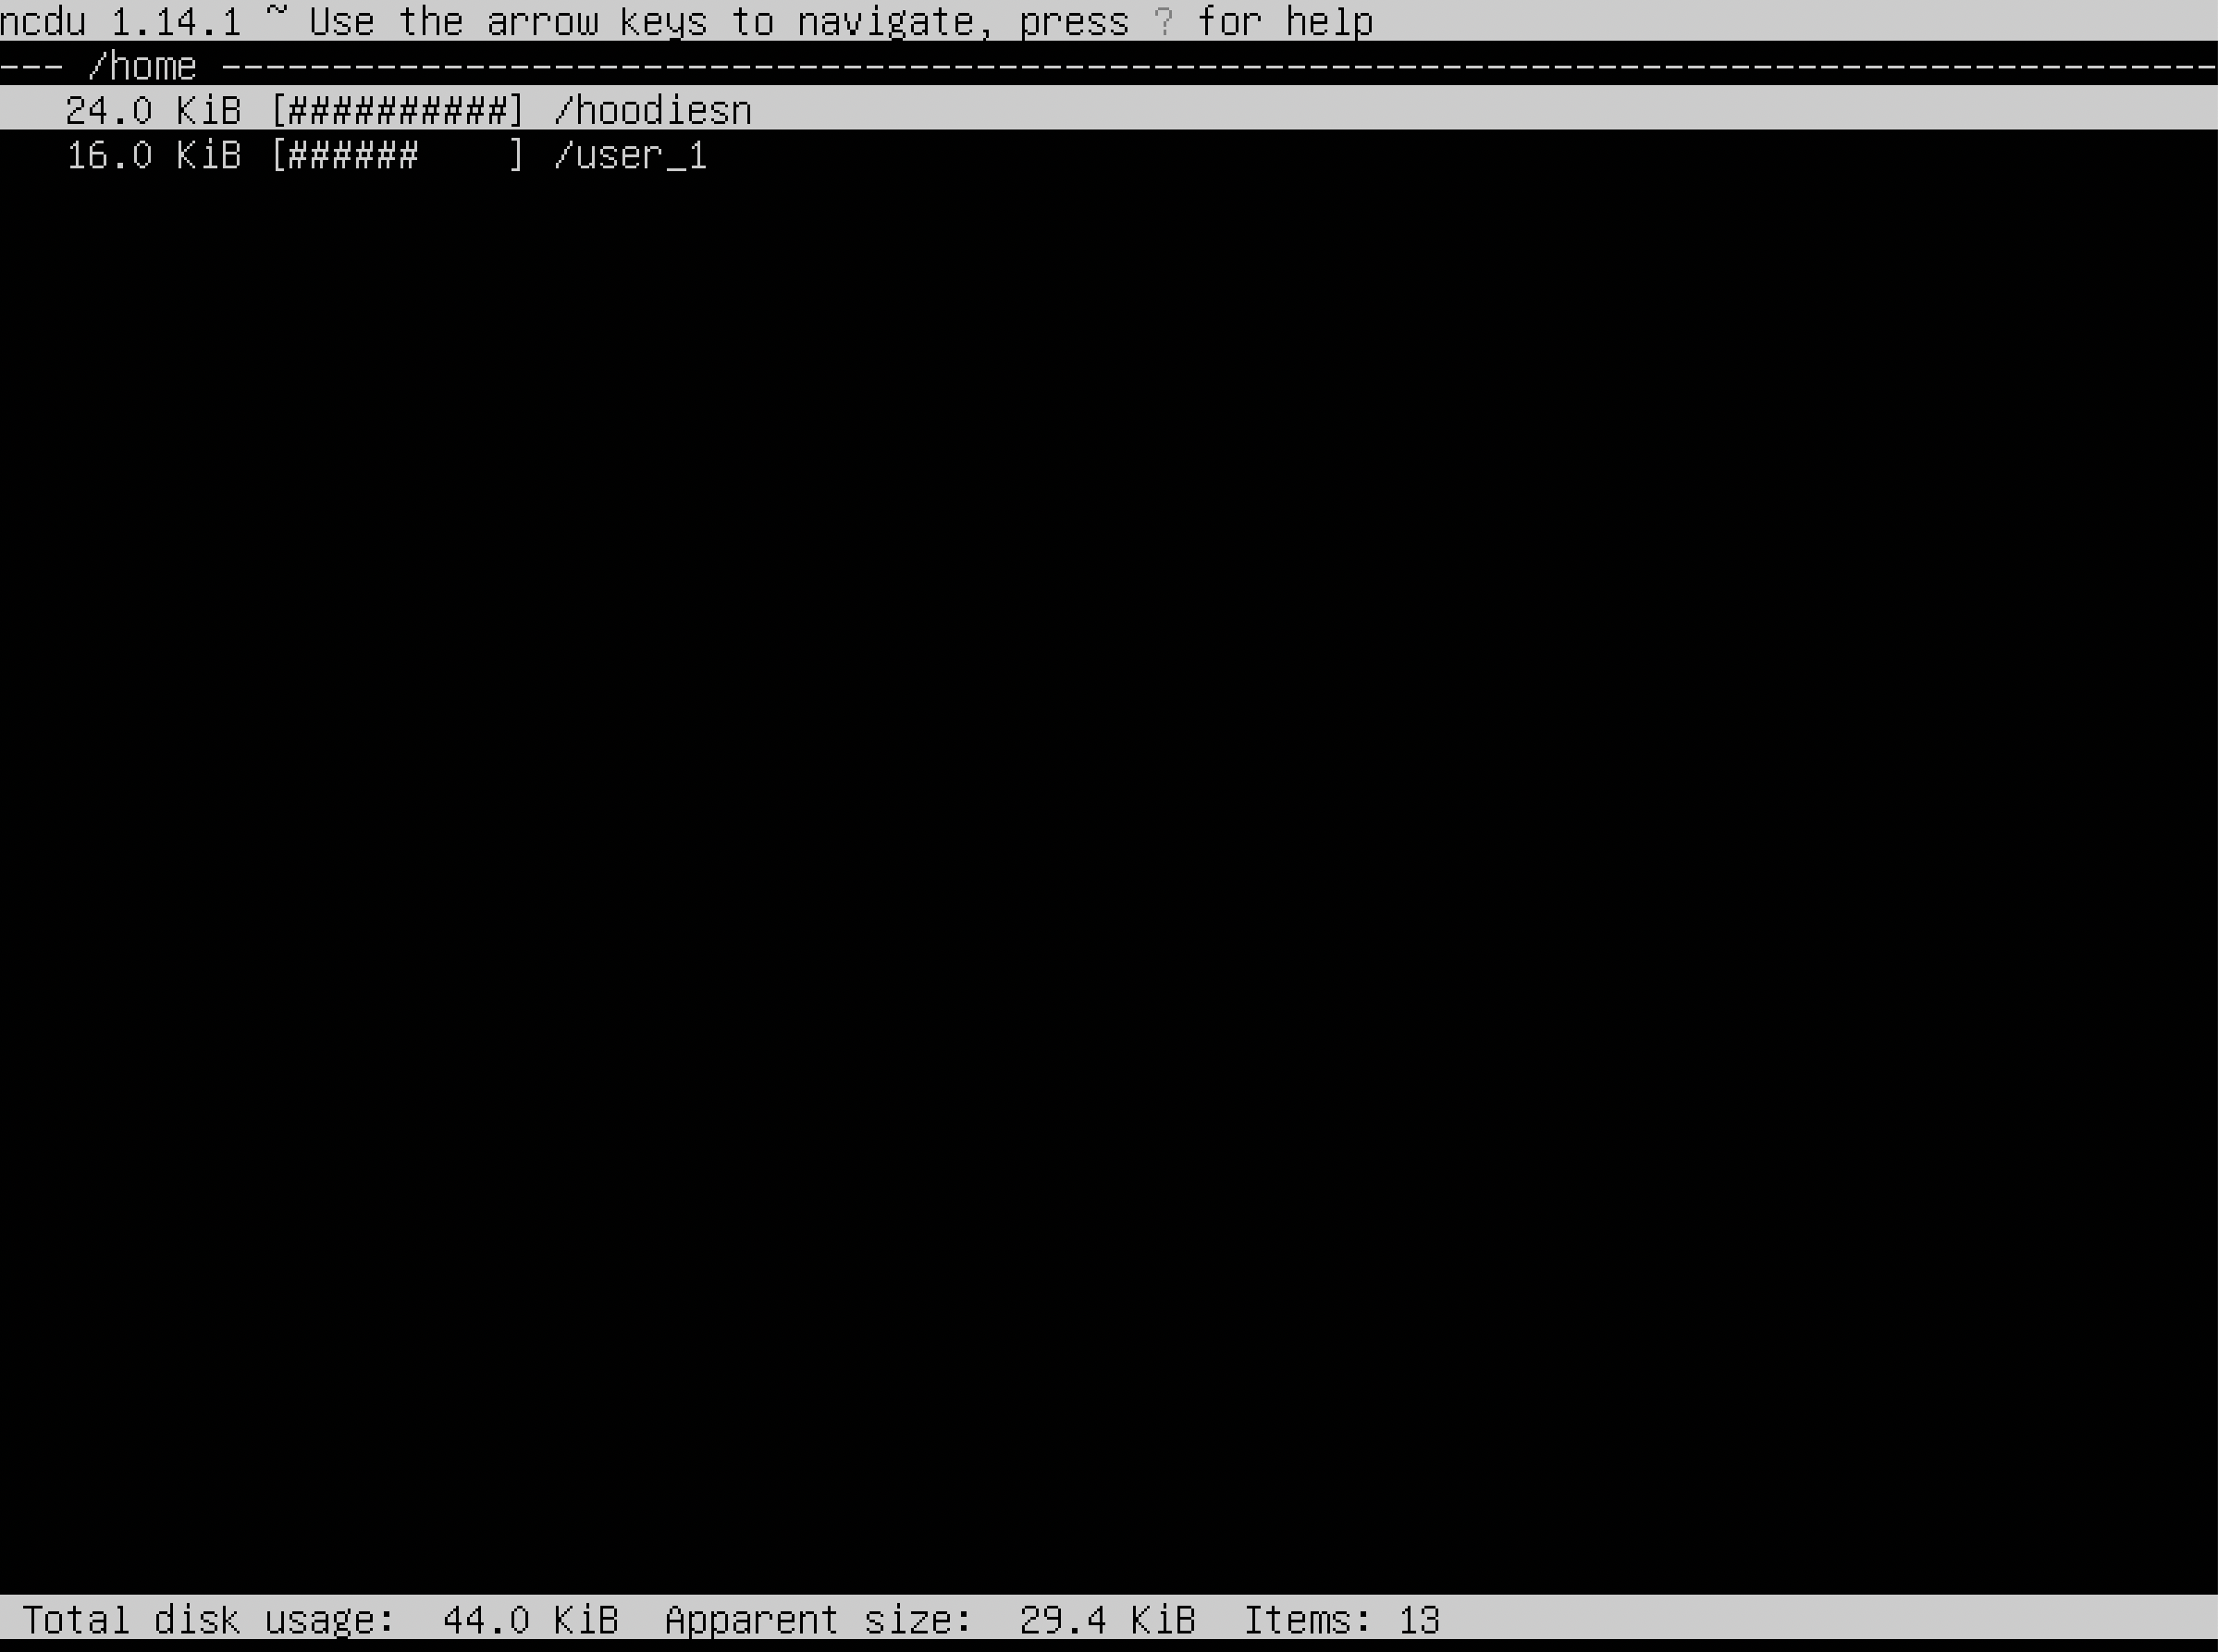 ncdu 1.14.1 ~ Use the arrow keys to navigate, press ? for help
--- /home ------------------------------------------------------------------------------------------
24.0 KiB [##########] /hoodiesn
16.0 KiB [######    ] /user_1
Total disk usage:  44.0 KiB  Apparent size:  29.4 KiB  Items: 13